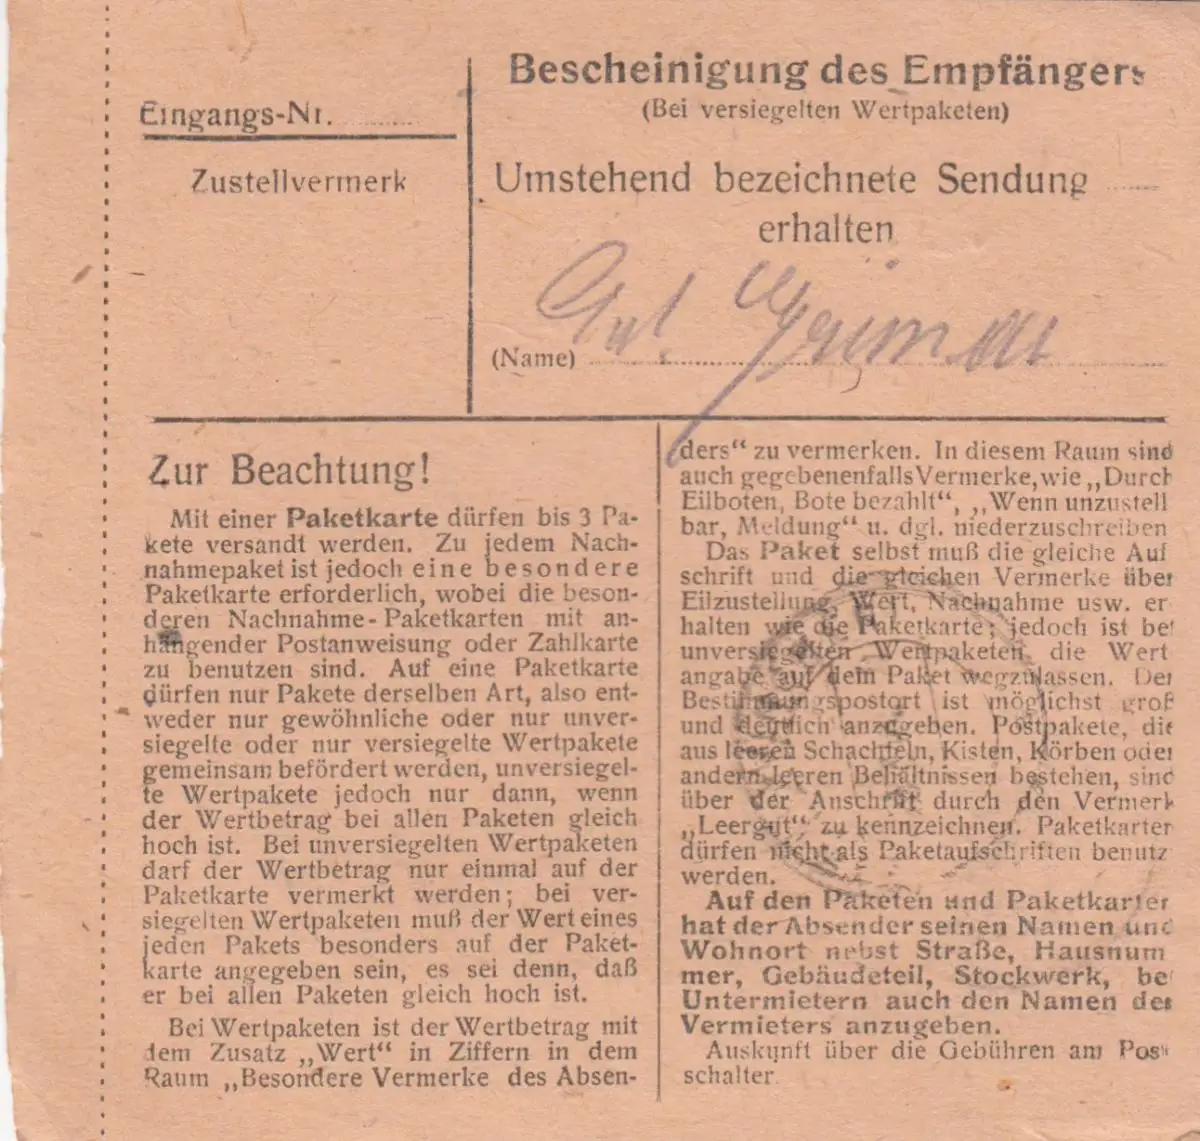 Eingangs-Nr.
Zustellvermerk
Bescheinigung des Empfängers
(Bei versiegelten Wertpaketen)
Umstehend bezeichnete Sendung
erhalten
(Name)
Zur Beachtung!
Mit einer Paketkarte dürfen bis 3 Pa-
kete versandt werden. Zu jedem Nach-
nahmepaket ist jedoch eine besondere
Paketkarte erforderlich, wobei die beson-
deren Nachnahme-Paketkarten mit an-
hängender Postanweisung oder Zahlkarte
zu benutzen sind. Auf eine Paketkarte
dürfen nur Pakete derselben Art, also ent-
weder nur gewöhnliche oder nur unver-
siegelte oder nur versiegelte Wertpakete
gemeinsam befördert werden, unversiegel-
te Wertpakete jedoch nur dann, wenn
der Wertbetrag bei allen Paketen gleich
hoch ist. Bei unversiegelten Wertpaketen
darf der Wertbetrag nur einmal auf der
Paketkarte vermerkt werden; bei ver-
siegelten Wertpaketen muß der Wert eines
jeden Pakets besonders auf der Paket-
karte angegeben sein, es sei denn, daß
er bei allen Paketen gleich hoch ist.
Bei Wertpaketen ist der Wertbetrag mit
dem Zusatz „Wert“ in Ziffern in dem
Raum „Besondere Vermerke des Absen-
ders“ zu vermerken. In diesem Raum sind
auch gegebenenfalls Vermerke, wie „Durch
Eilboten, Bote bezahlt“, „Wenn unzustell
bar, Meldung“ u. dgl. niederzuschreiben
Das Paket selbst muß die gleiche Auf
schrift und die gleichen Vermerke über
Eilzustellung, Wert, Nachnahme usw. er
halten wie die Paketkarte; jedoch ist bei
unversiegelten Wertpaketen die Wert
angabe auf dem Paket wegzulassen. Der
Bestimmungspostort ist möglichst groß
und deutlich anzugeben. Postpakete, die
aus leeren Schachteln, Kisten, Körben oder
andern leeren Behältnissen bestehen, sind
über der Anschrift durch den Vermerk
„Leergut“ zu kennzeichnen. Paketkarten
dürfen nicht als Paketaufschriften benutz
werden.
Auf den Paketen und Paketkarten
hat der Absender seinen Namen und
Wohnort nebst Straße, Hausnum
mer, Gebäudeteil, Stockwerk, bei
Untermietern auch den Namen des
Vermieters anzugeben.
Auskunft über die Gebühren am Post
schalter.